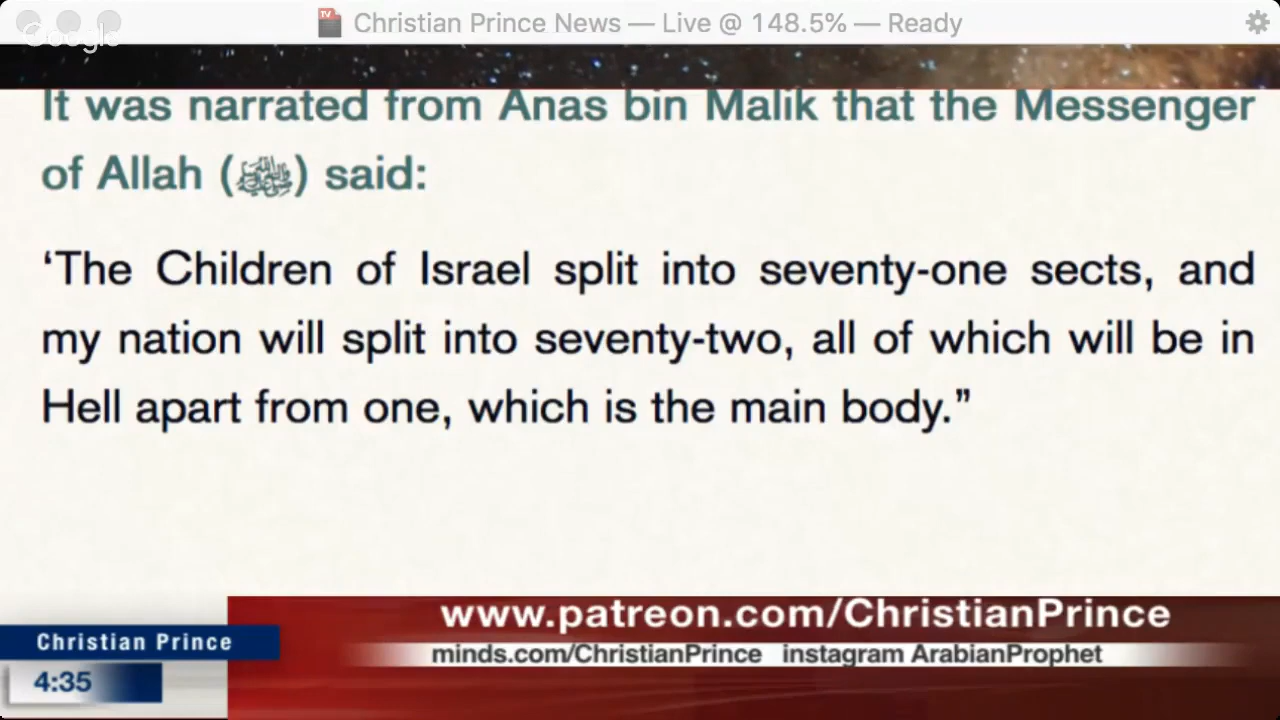 Christian Prince News — Live @ 148.5% — Ready
Google
It was narrated from Anas bin Malik that the Messenger
of Allah (ﷺ) said:
‘The Children of Israel split into seventy-one sects, and
my nation will split into seventy-two, all of which will be in
Hell apart from one, which is the main body.”
www.patreon.com/ChristianPrince
Christian Prince
minds.com/ChristianPrince instagram ArabianProphet
4:35